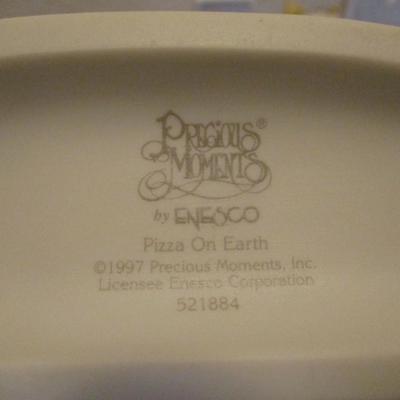 PRECIOUS®
MOMENTS
by ENESCO
Pizza On Earth
©1997 Precious Moments, Inc.
Licensee Enesco Corporation
521884